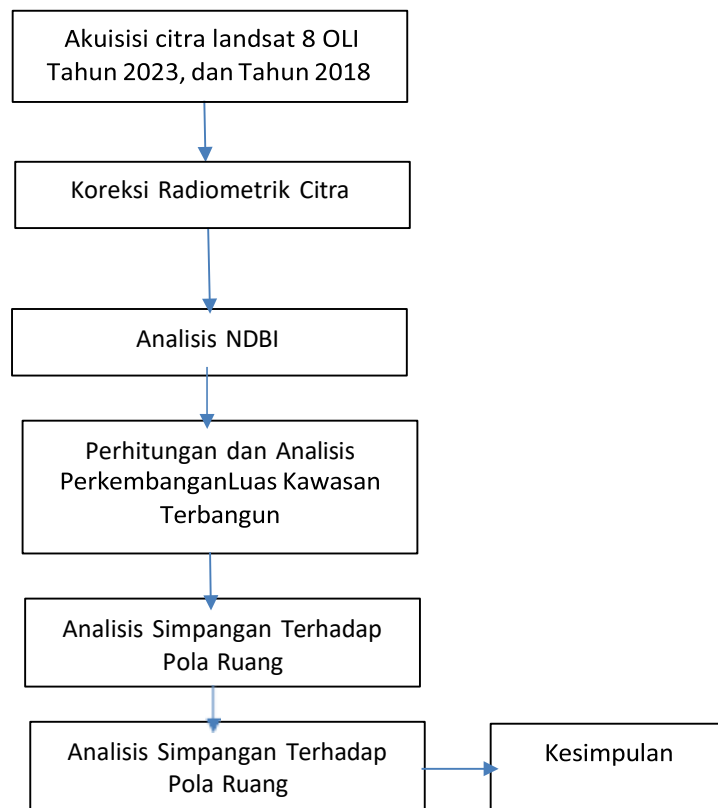 Akuisisi citra landsat 8 OLI
Tahun 2023, dan Tahun 2018
Koreksi Radiometrik Citra
Analisis NDBI
Perhitungan dan Analisis
PerkembanganLuas Kawasan
Terbangun
Analisis Simpangan Terhadap
Pola Ruang
Analisis Simpangan Terhadap
Pola Ruang
Kesimpulan